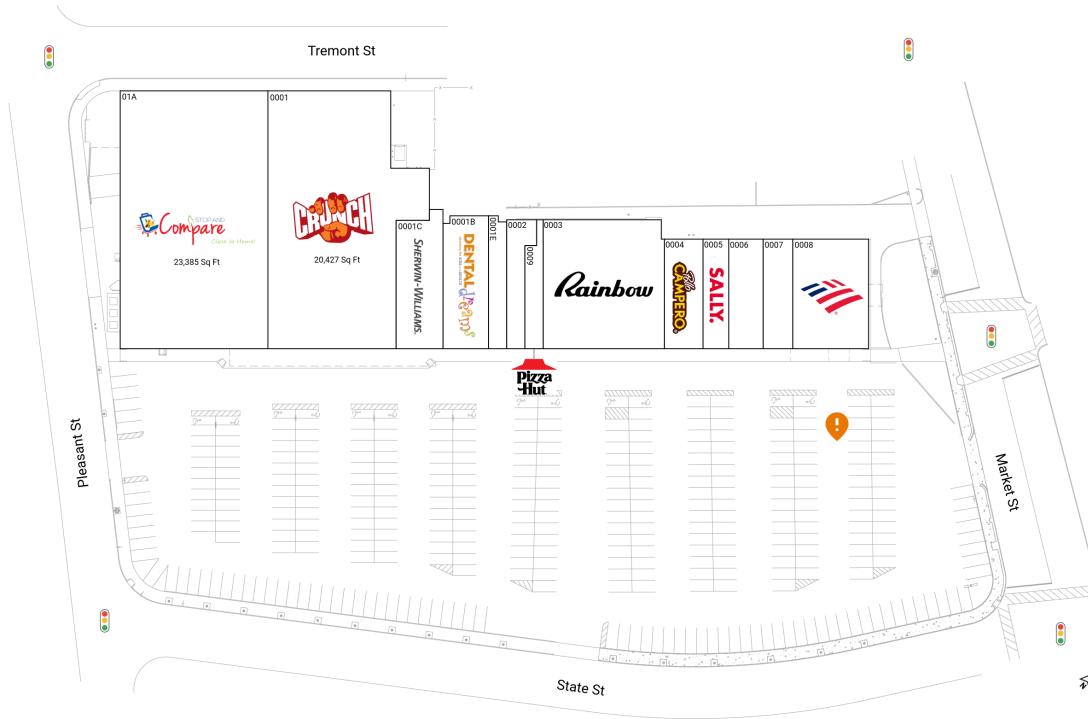 Tremont St
01A
0001
STOP AND
Compare
Close to Home!
23,385 Sq Ft
CRUNCH
20,427 Sq Ft
0001C
SHERWIN-WILLIAMS.
0001B
DENTAL
dreams
0001E
0002
0009
0003
Rainbow
0004
Pollo
CAMPERO
0005
SALLY.
0006
0007
0008
Pizza
Hut
!
Pleasant St
Market St
State St